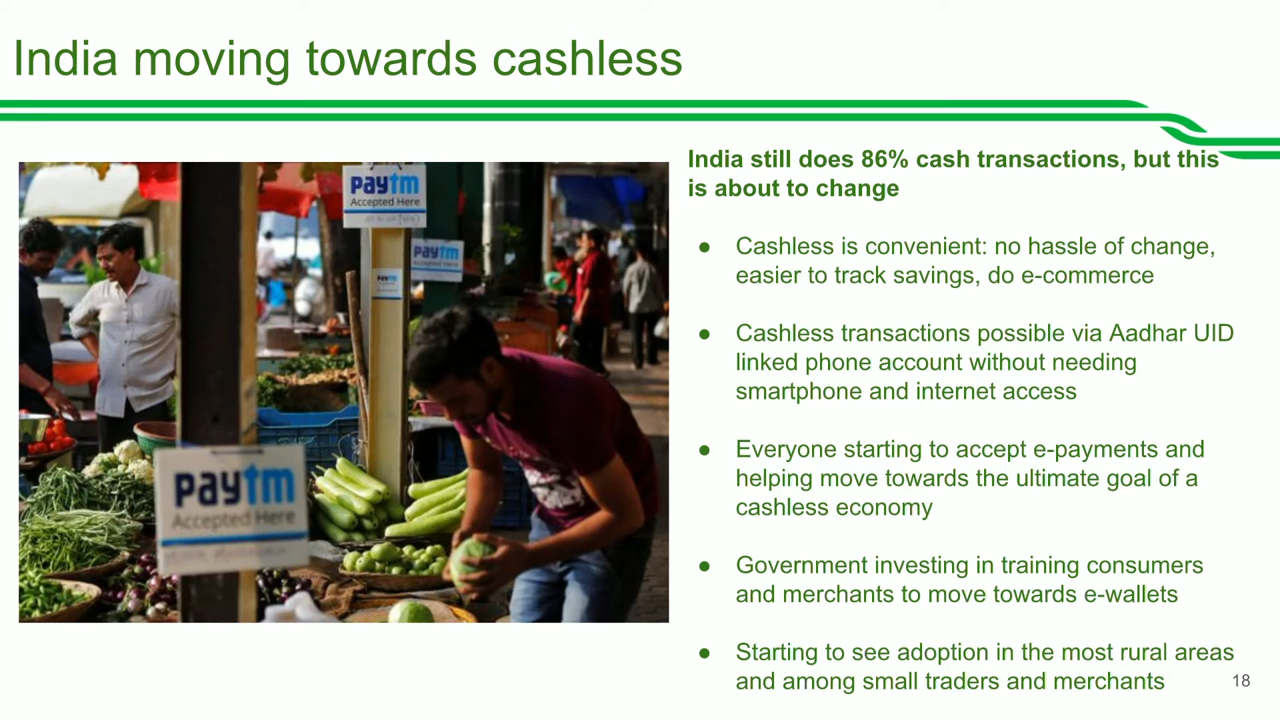 India moving towards cashless
India still does 86% cash transactions, but this
is about to change
● Cashless is convenient: no hassle of change,
easier to track savings, do e-commerce
● Cashless transactions possible via Aadhar UID
linked phone account without needing
smartphone and internet access
● Everyone starting to accept e-payments and
helping move towards the ultimate goal of a
cashless economy
● Government investing in training consumers
and merchants to move towards e-wallets
● Starting to see adoption in the most rural areas
and among small traders and merchants
18
paytm
Accepted Here
paytm
Accepted Here
paytm
paytm
Accepted Here